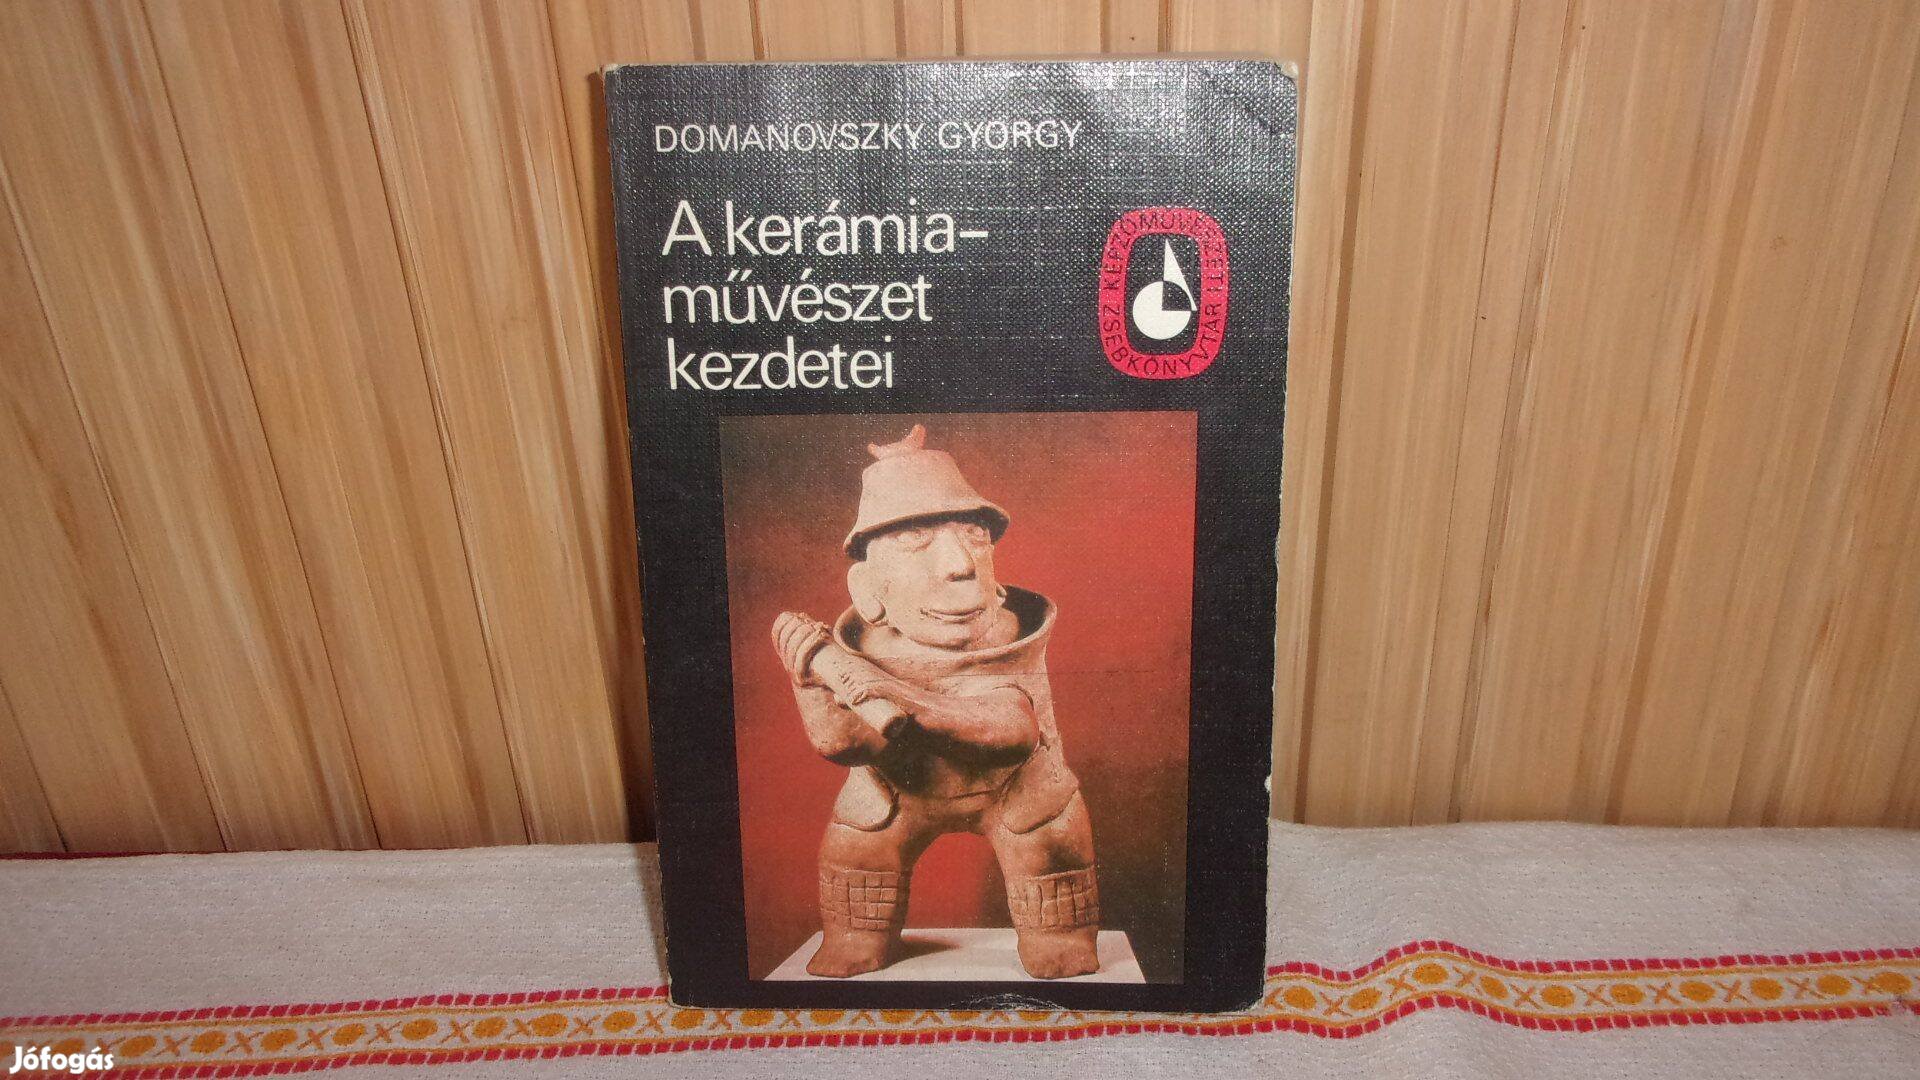 DOMANOVSZKY GYÖRGY
A kerámia-
művészet
kezdetei
KÉPZŐMŰVÉSZETI ZSEBKÖNYVTÁR
Jófogás